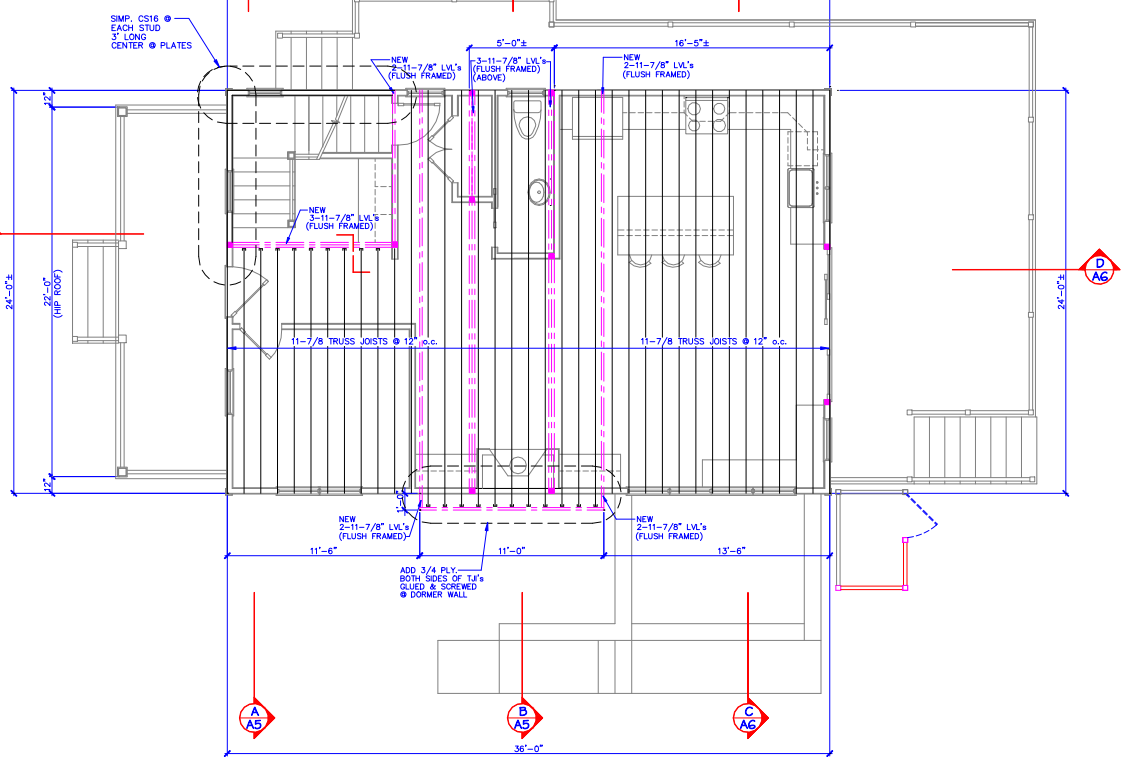 SIMP. CS16 @
EACH STUD
3' LONG
CENTER @ PLATES
5'-0"±
16'-5"±
NEW
2-11-7/8" LVL's
(FLUSH FRAMED)
3-11-7/8" LVL's
(FLUSH FRAMED)
(ABOVE)
NEW
2-11-7/8" LVL's
(FLUSH FRAMED)
12"
NEW
3-11-7/8" LVL's
(FLUSH FRAMED)
D
A6
24'-0"±
22'-0"
(HIP ROOF)
24'-0"±
11-7/8 TRUSS JOISTS @ 12" o.c.
11-7/8 TRUSS JOISTS @ 12" o.c.
12"
NEW
2-11-7/8" LVL's
(FLUSH FRAMED)
NEW
2-11-7/8" LVL's
(FLUSH FRAMED)
11'-6"
11'-0"
13'-6"
ADD 3/4 PLY.
BOTH SIDES OF TJI's
GLUED & SCREWED
@ DORMER WALL
A
A5
B
A5
C
A6
36'-0"